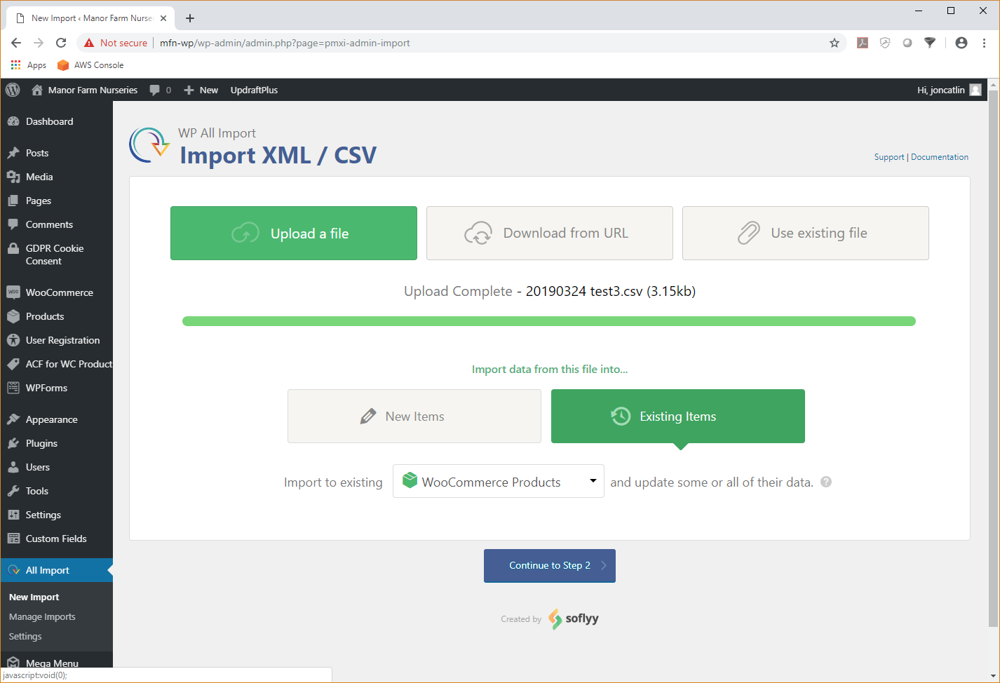 New Import ‹ Manor Farm Nurse
Not secure
mfn-wp/wp-admin/admin.php?page=pmxi-admin-import
Apps
AWS Console
Manor Farm Nurseries
0
New
UpdraftPlus
Hi, joncatlin
Dashboard
Posts
Media
Pages
Comments
GDPR Cookie
Consent
WooCommerce
Products
User Registration
ACF for WC Product
WPForms
Appearance
Plugins
Users
Tools
Settings
Custom Fields
All Import
New Import
Manage Imports
Settings
Mega Menu
javascript:void(0);
WP All Import
Import XML / CSV
Support | Documentation
Upload a file
Download from URL
Use existing file
Upload Complete - 20190324 test3.csv (3.15kb)
Import data from this file into...
New Items
Existing Items
Import to existing
WooCommerce Products
and update some or all of their data.
?
Continue to Step 2
Created by
soflyy